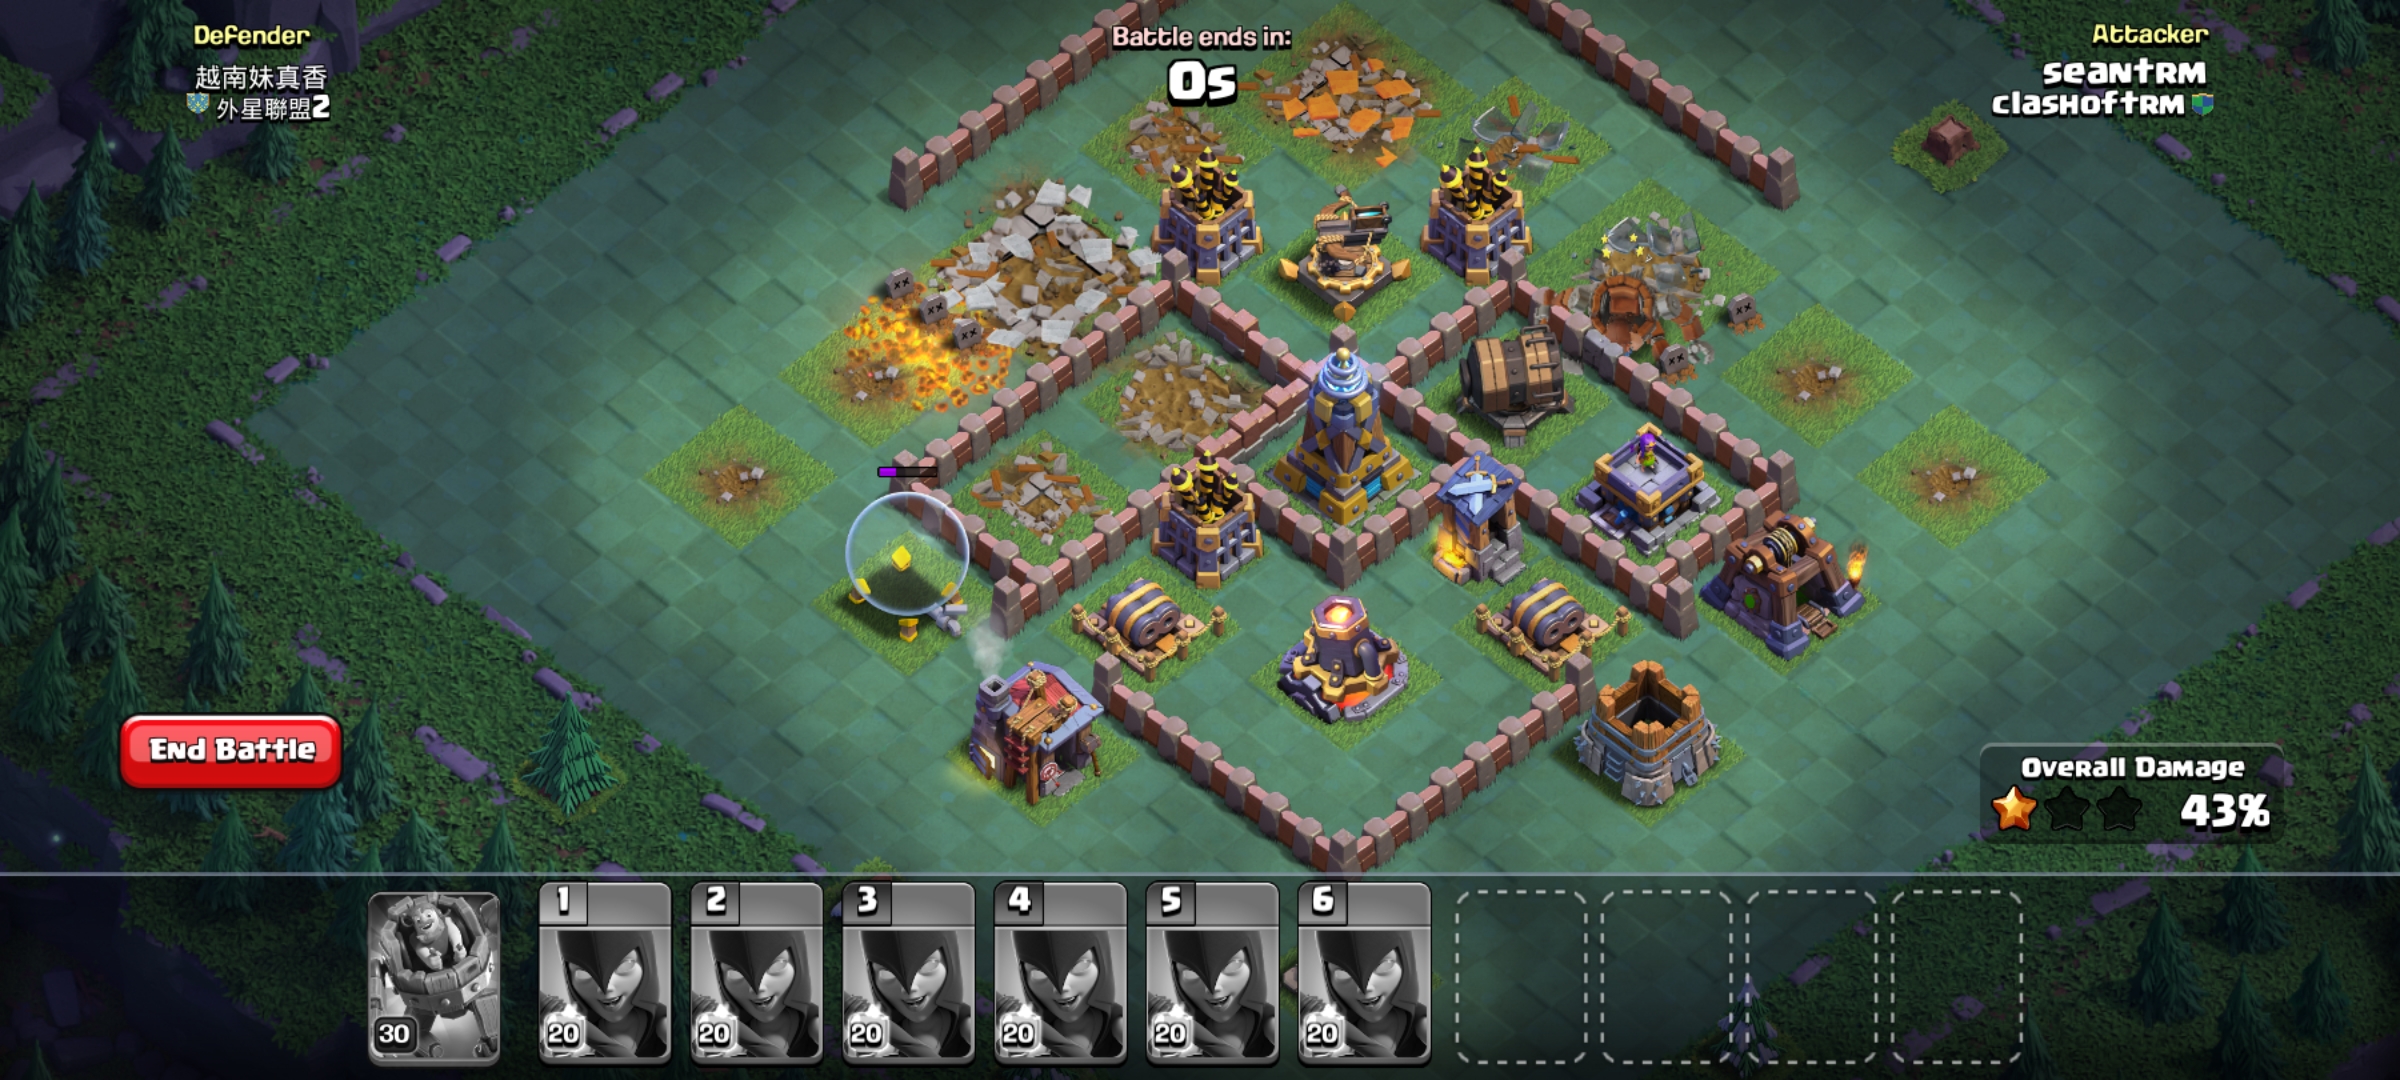 Defender
越南妹真香
外星聯盟2
Battle ends in:
0s
Attacker
seantRM
clashoftRM
End Battle
Overall Damage
43%
30
1
2
3
4
5
6
20
20
20
20
20
20